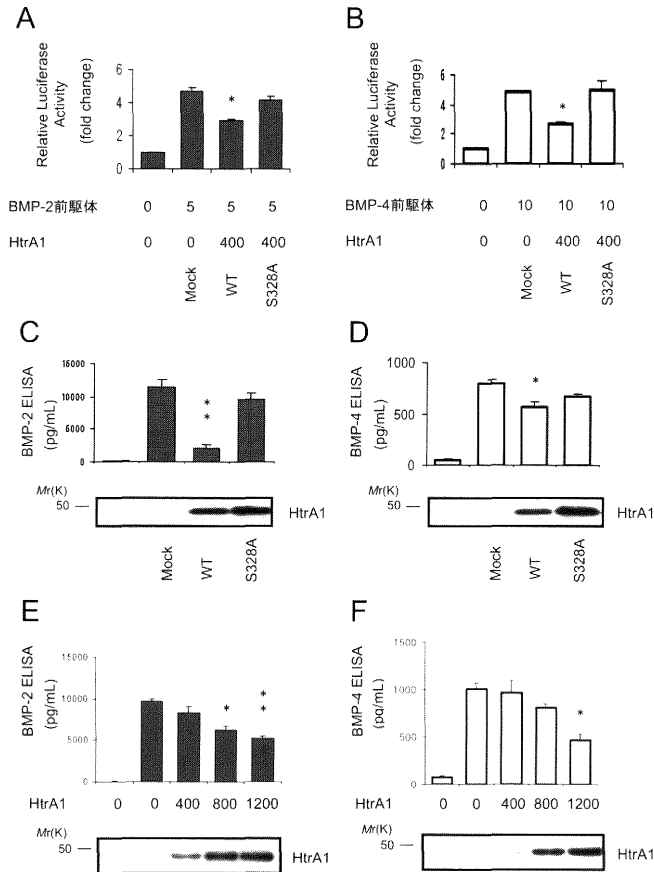 A
Relative Luciferase
Activity
(fold change)
6
4
2
0
BMP-2前駆体 0 5 5 5
HtrA1 0 0 400 400
Mock WT S328A
*
B
Relative Luciferase
Activity
(fold change)
6
4
2
0
BMP-4前駆体 0 10 10 10
HtrA1 0 0 400 400
Mock WT S328A
*
C
BMP-2 ELISA
(pg/mL)
15000
10000
5000
0
*
*
Mr(K)
50
HtrA1
Mock WT S328A
D
BMP-4 ELISA
(pg/mL)
1000
500
0
*
Mr(K)
50
HtrA1
Mock WT S328A
E
BMP-2 ELISA
(pg/mL)
15000
10000
5000
0
*
*
*
HtrA1 0 0 400 800 1200
Mr(K)
50
HtrA1
F
BMP-4 ELISA
(pg/mL)
1500
1000
500
0
*
HtrA1 0 0 400 800 1200
Mr(K)
50
HtrA1